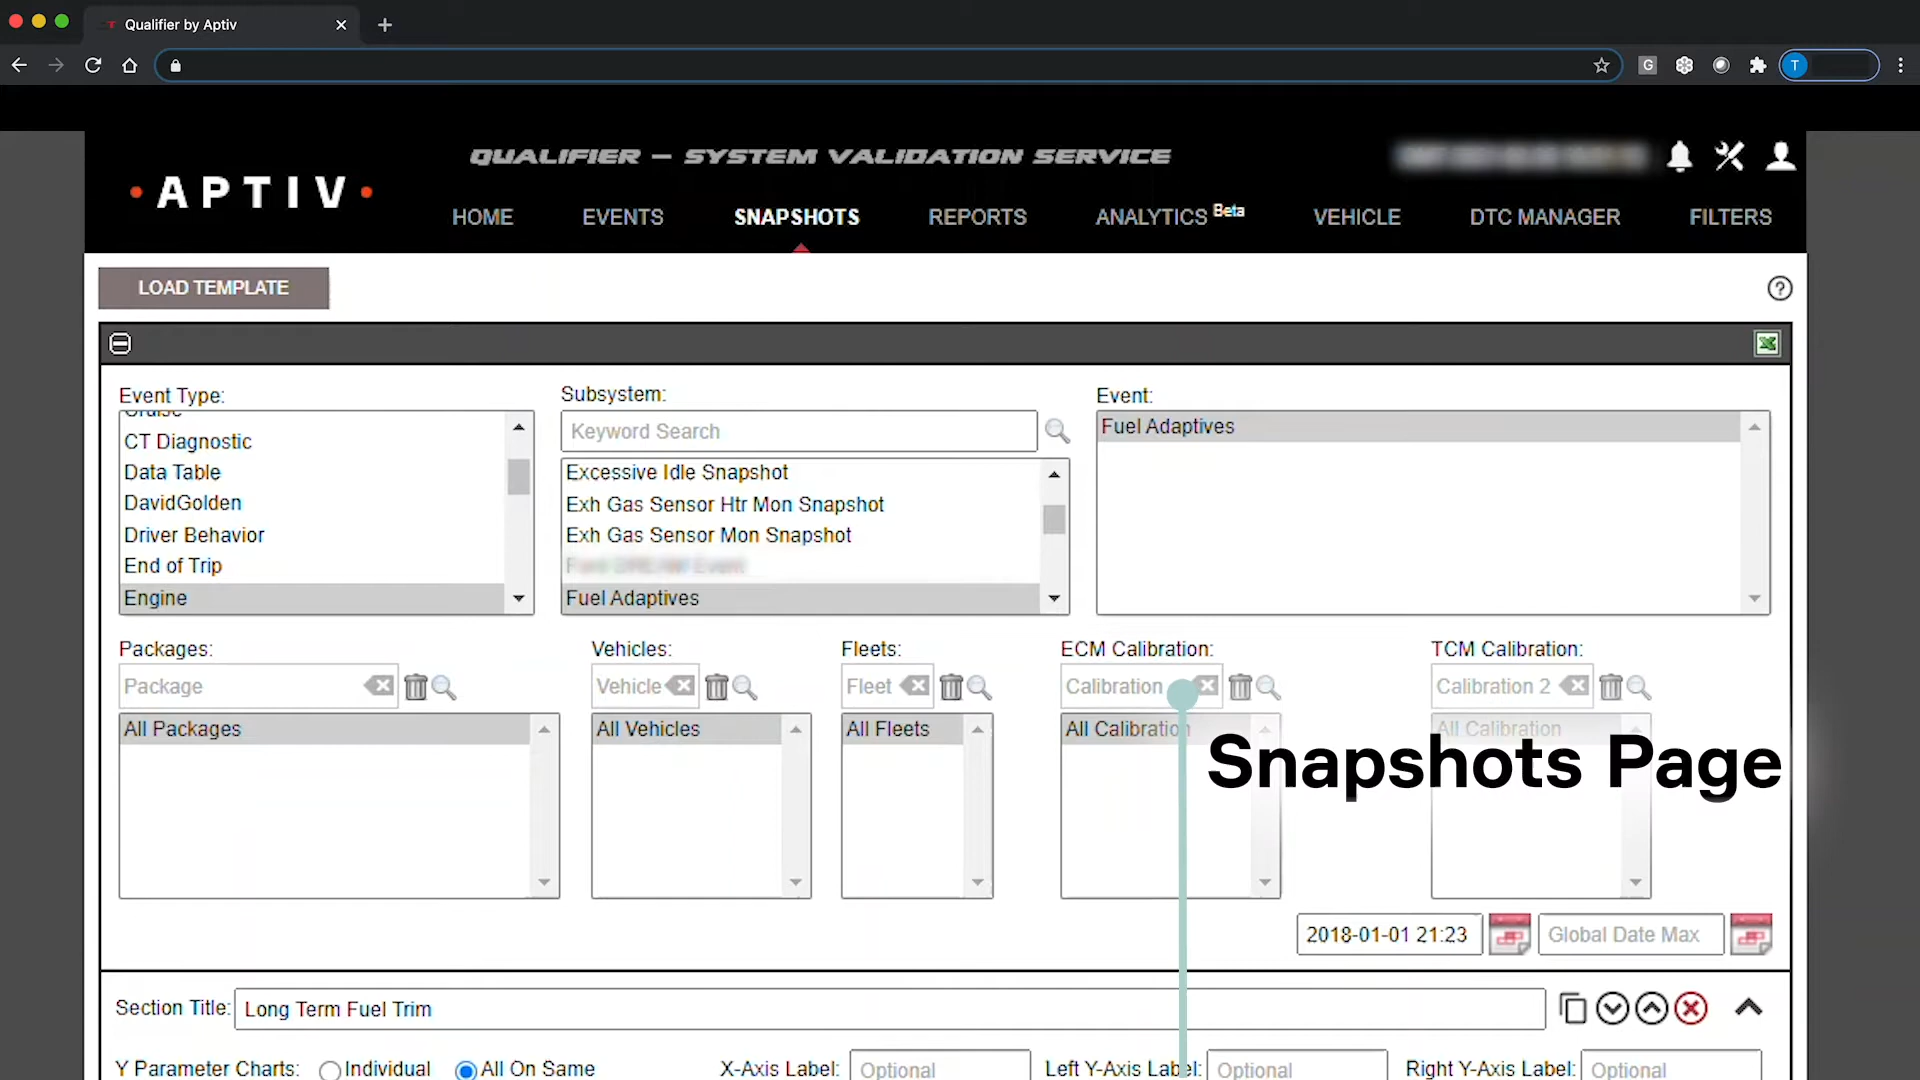 Qualifier by Aptiv
G
T
QUALIFIER – SYSTEM VALIDATION SERVICE
APTIV
HOME EVENTS SNAPSHOTS REPORTS ANALYTICS Beta VEHICLE DTC MANAGER FILTERS
LOAD TEMPLATE
?
Event Type: Subsystem: Event:
Cruise
CT Diagnostic
Data Table
DavidGolden
Driver Behavior
End of Trip
Engine
Keyword Search
Excessive Idle Snapshot
Exh Gas Sensor Htr Mon Snapshot
Exh Gas Sensor Mon Snapshot
Fuel Adaptives
Fuel Adaptives
Packages: Vehicles: Fleets: ECM Calibration: TCM Calibration:
Package Vehicle Fleet Calibration Calibration 2
All Packages All Vehicles All Fleets All Calibration All Calibration
Snapshots Page
2018-01-01 21:23 Global Date Max
Section Title: Long Term Fuel Trim
Y Parameter Charts: Individual All On Same X-Axis Label: Optional Left Y-Axis Label: Optional Right Y-Axis Label: Optional